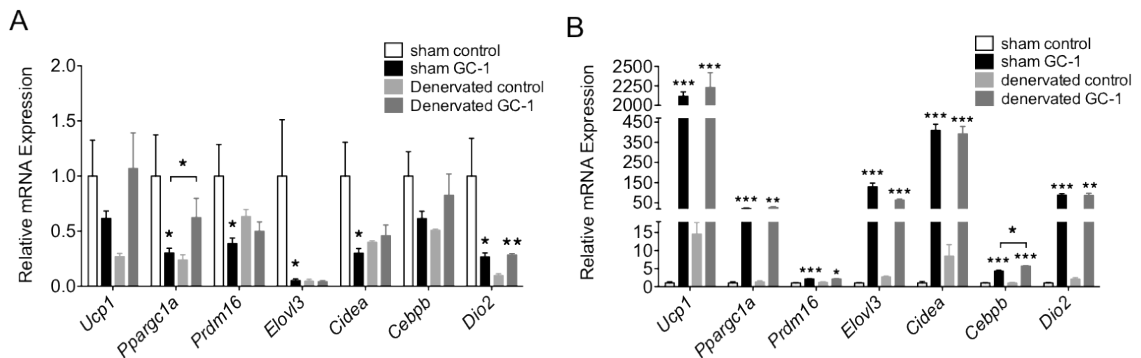 A
sham control
sham GC-1
Denervated control
Denervated GC-1
Relative mRNA Expression
2.0
1.5
1.0
0.5
0.0
*
*
*
*
*
*
**
Ucp1
Ppargc1a
Prdm16
Elovl3
Cidea
Cebpb
Dio2
B
sham control
sham GC-1
denervated control
denervated GC-1
Relative mRNA Expression
2500
2250
2000
450
350
250
150
50
15
10
5
0
***
***
***
**
***
*
***
***
***
***
***
*
***
***
**
Ucp1
Ppargc1a
Prdm16
Elovl3
Cidea
Cebpb
Dio2